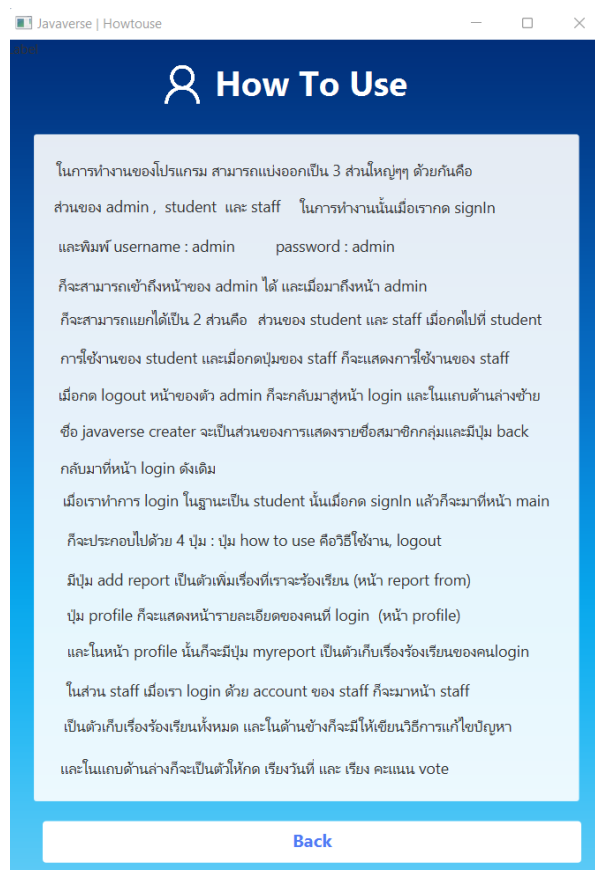 Javaverse | Howtouse
How To Use
ในการทำงานของโปรแกรม สามารถแบ่งออกเป็น 3 ส่วนใหญ่ๆๆ ด้วยกันคือ
ส่วนของ admin , student และ staff ในการทำงานนั้นเมื่อเรากด signIn
และพิมพ์ username : admin password : admin
ก็จะสามารถเข้าถึงหน้าของ admin ได้ และเมื่อมาถึงหน้า admin
ก็จะสามารถแยกได้เป็น 2 ส่วนคือ ส่วนของ student และ staff เมื่อกดไปที่ student
การใช้งานของ student และเมื่อกดปุ่มของ staff ก็จะแสดงการใช้งานของ staff
เมื่อกด logout หน้าของตัว admin ก็จะกลับมาสู่หน้า login และในแถบด้านล่างซ้าย
ชื่อ javaverse creater จะเป็นส่วนของการแสดงรายชื่อสมาชิกกลุ่มและมีปุ่ม back
กลับมาที่หน้า login ดังเดิม
เมื่อเราทำการ login ในฐานะเป็น student นั้นเมื่อกด signIn แล้วก็จะมาที่หน้า main
ก็จะประกอบไปด้วย 4 ปุ่ม : ปุ่ม how to use คือวิธีใช้งาน, logout
มีปุ่ม add report เป็นตัวเพิ่มเรื่องที่เราจะร้องเรียน (หน้า report from)
ปุ่ม profile ก็จะแสดงหน้ารายละเอียดของคนที่ login (หน้า profile)
และในหน้า profile นั้นก็จะมีปุ่ม myreport เป็นตัวเก็บเรื่องร้องเรียนของคนlogin
ในส่วน staff เมื่อเรา login ด้วย account ของ staff ก็จะมาหน้า staff
เป็นตัวเก็บเรื่องร้องเรียนทั้งหมด และในด้านข้างก็จะมีให้เขียนวิธีการแก้ไขปัญหา
และในแถบด้านล่างก็จะเป็นตัวให้กด เรียงวันที่ และ เรียง คะแนน vote
Back